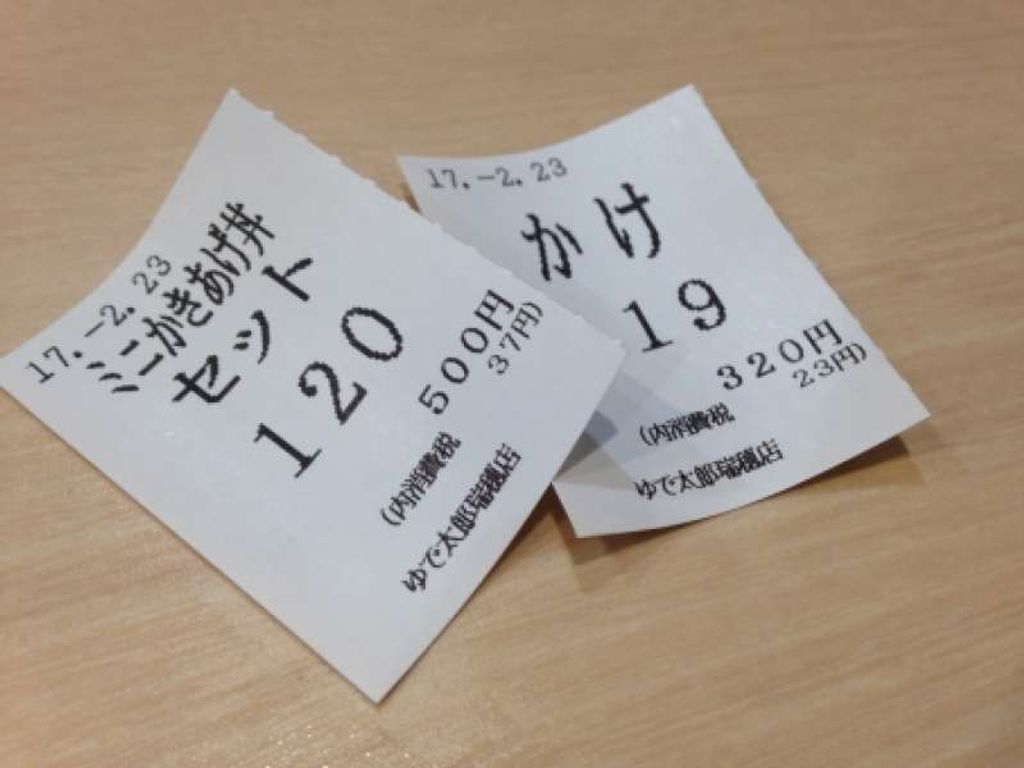 17.-2.23
ミニかきあげ丼
セット
120
500円
(内消費税 37円)
ゆで太郎瑞穂店
17.-2.23
かけ
19
320円
(内消費税 23円)
ゆで太郎瑞穂店